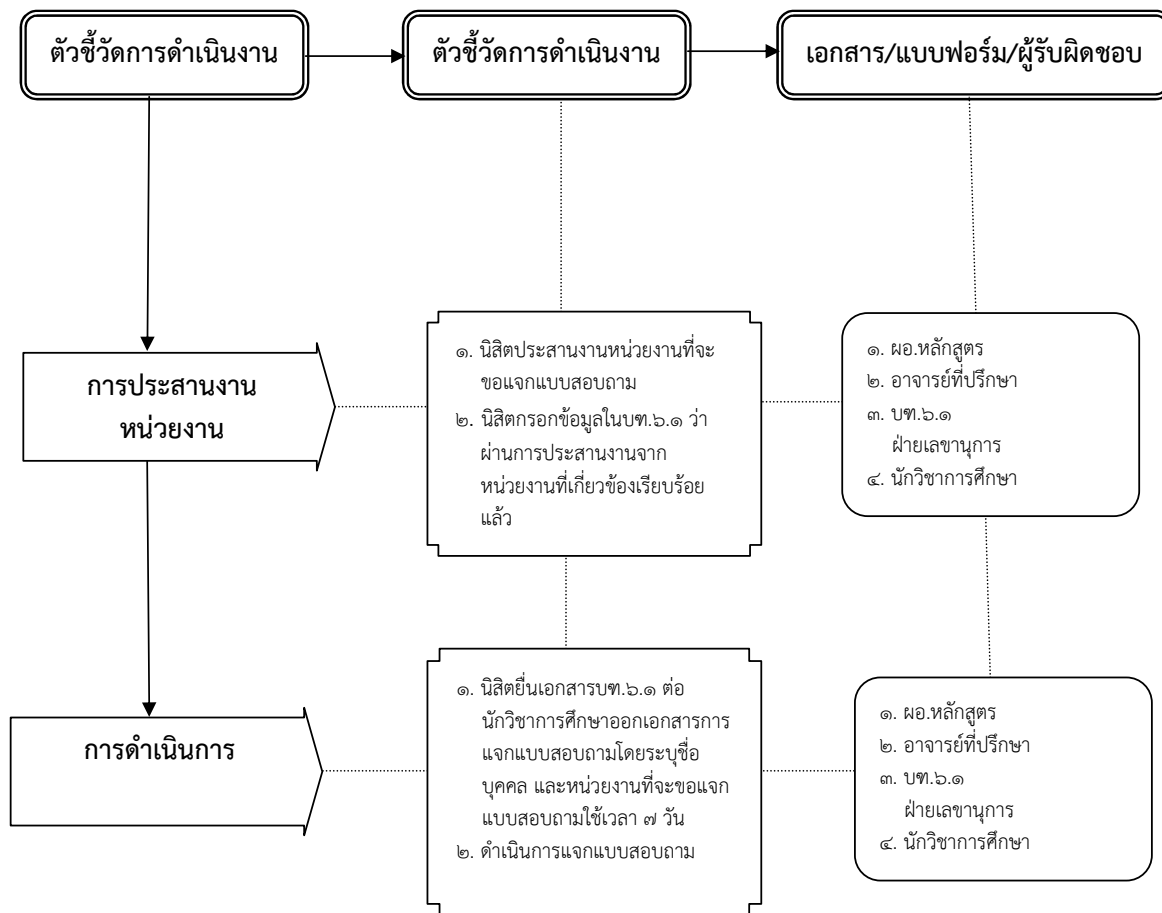 ตัวชี้วัดการดำเนินงาน
ตัวชี้วัดการดำเนินงาน
เอกสาร/แบบฟอร์ม/ผู้รับผิดชอบ
การประสานงาน
หน่วยงาน
๑. นิสิตประสานงานหน่วยงานที่จะ
ขอแจกแบบสอบถาม
๒. นิสิตกรอกข้อมูลในบฑ.๖.๑ ว่า
ผ่านการประสานงานจาก
หน่วยงานที่เกี่ยวข้องเรียบร้อย
แล้ว
๑. ผอ.หลักสูตร
๒. อาจารย์ที่ปรึกษา
๓. บฑ.๖.๑
ฝ่ายเลขานุการ
๔. นักวิชาการศึกษา
การดำเนินการ
๑. นิสิตยื่นเอกสารบฑ.๖.๑ ต่อ
นักวิชาการศึกษาออกเอกสารการ
แจกแบบสอบถามโดยระบุชื่อ
บุคคล และหน่วยงานที่จะขอแจก
แบบสอบถามใช้เวลา ๗ วัน
๒. ดำเนินการแจกแบบสอบถาม
๑. ผอ.หลักสูตร
๒. อาจารย์ที่ปรึกษา
๓. บฑ.๖.๑
ฝ่ายเลขานุการ
๔. นักวิชาการศึกษา